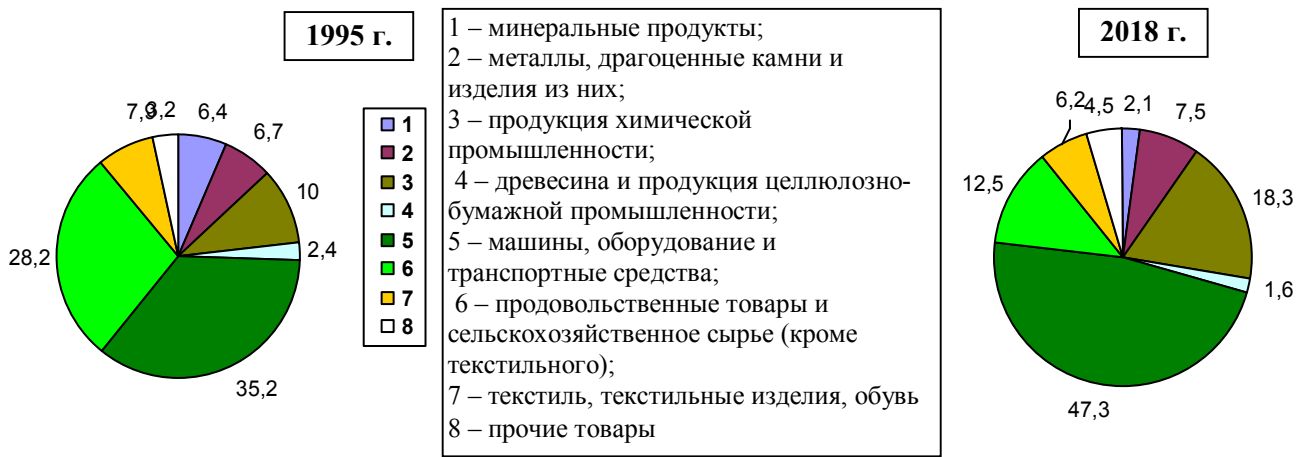 1995 г.
7,9
3,2
6,4
6,7
10
2,4
35,2
28,2
1
2
3
4
5
6
7
8
1 – минеральные продукты;
2 – металлы, драгоценные камни и
изделия из них;
3 – продукция химической
промышленности;
4 – древесина и продукция целлюлозно-
бумажной промышленности;
5 – машины, оборудование и
транспортные средства;
6 – продовольственные товары и
сельскохозяйственное сырье (кроме
текстильного);
7 – текстиль, текстильные изделия, обувь
8 – прочие товары
2018 г.
6,2
4,5
2,1
7,5
18,3
1,6
47,3
12,5